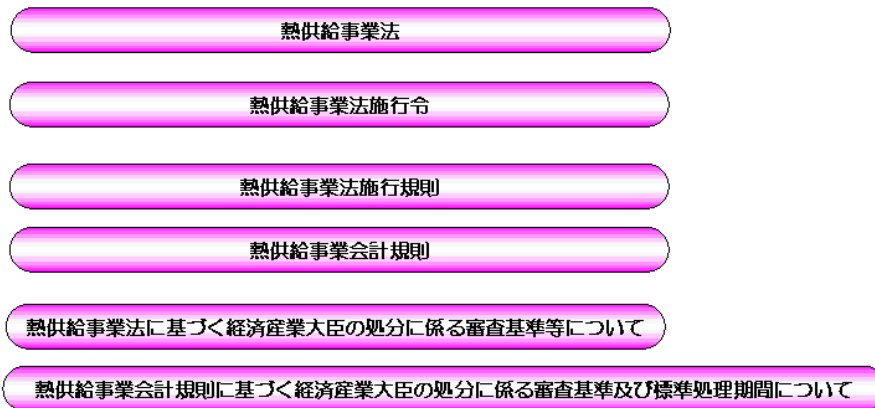 熱供給事業法
熱供給事業法施行令
熱供給事業法施行規則
熱供給事業会計規則
熱供給事業法に基づく経済産業大臣の処分に係る審査基準等について
熱供給事業会計規則に基づく経済産業大臣の処分に係る審査基準及び標準処理期間について